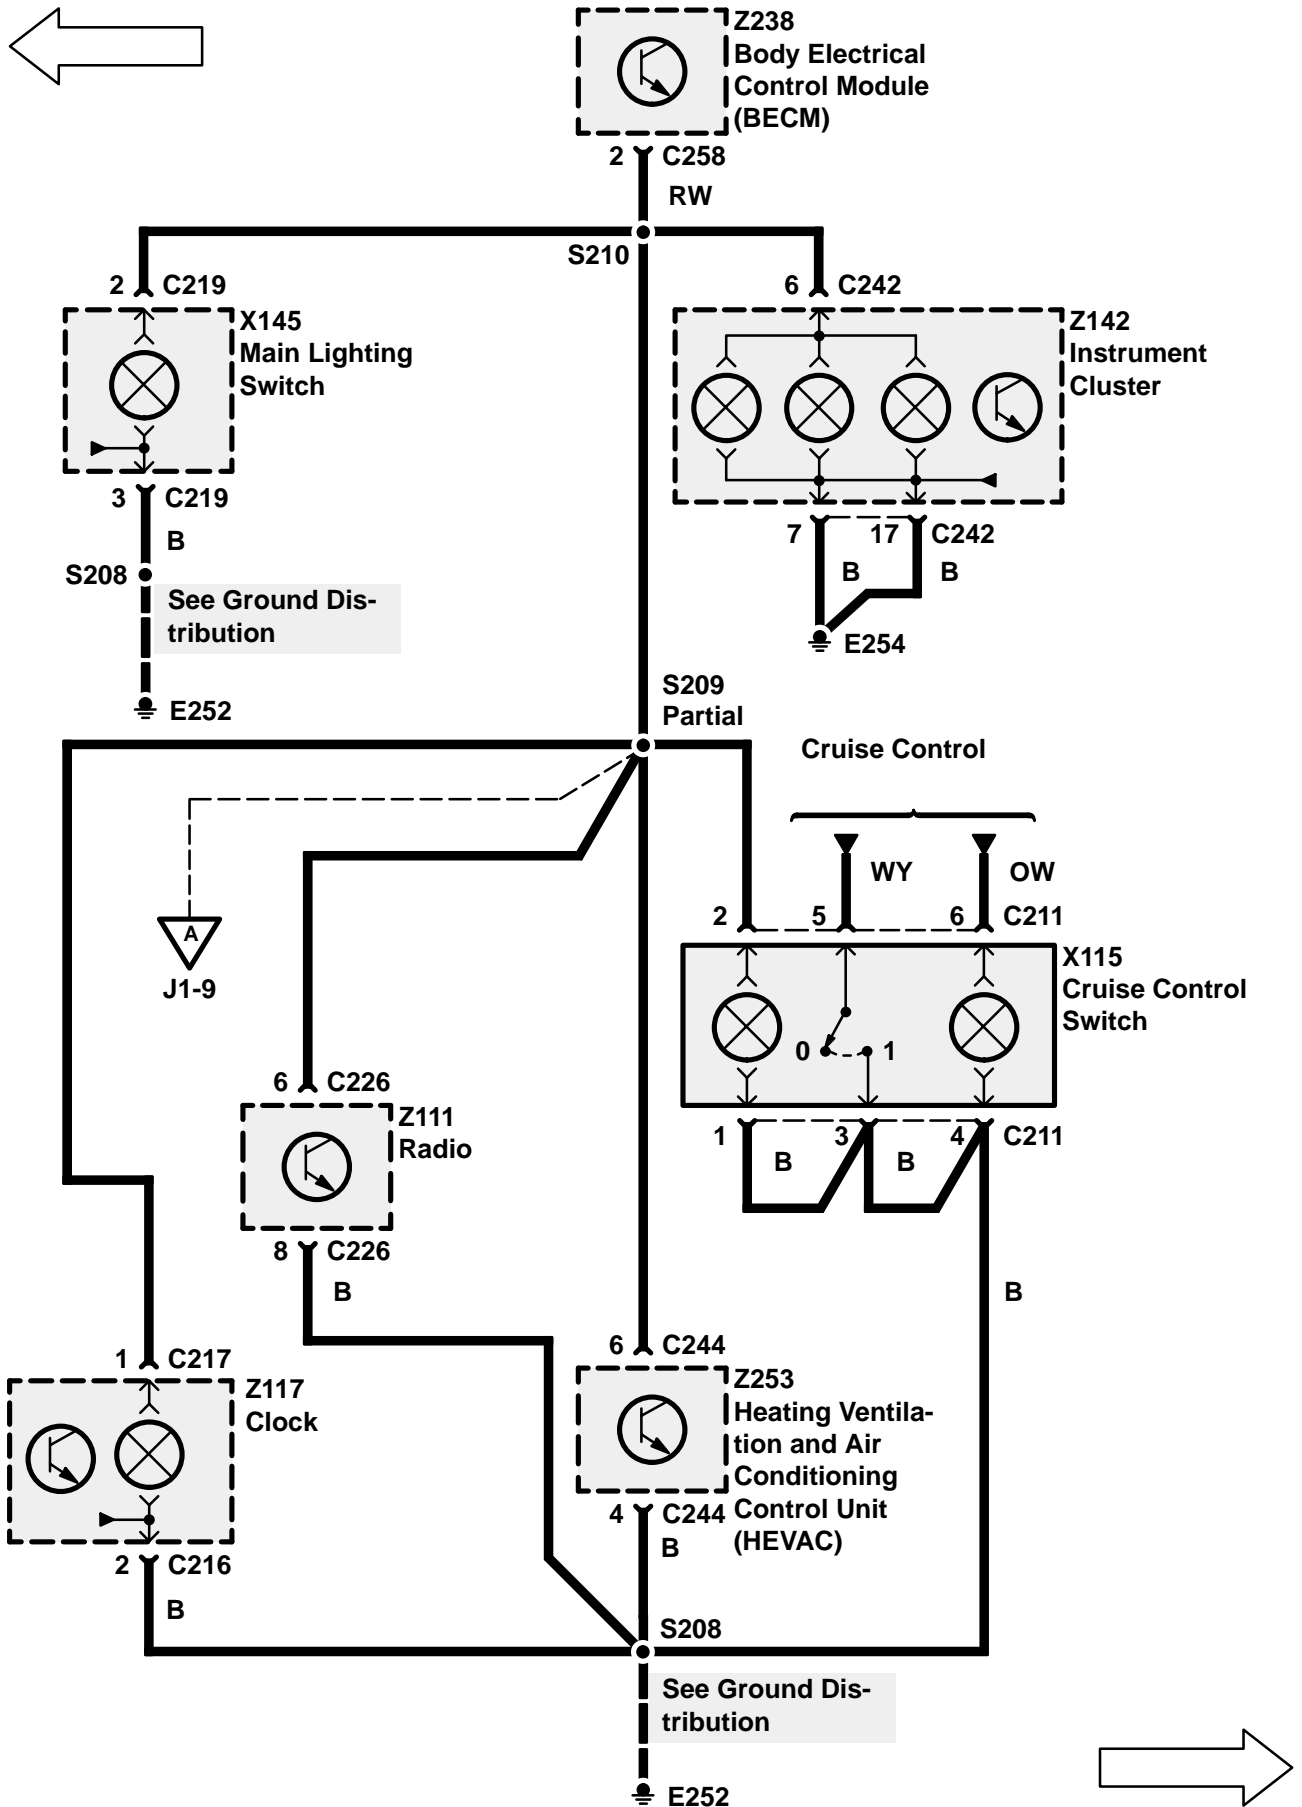 Z238
Body Electrical
Control Module
(BECM)
2 C258
RW
S210
2 C219
6 C242
X145
Main Lighting
Switch
Z142
Instrument
Cluster
3 C219
B
7 17 C242
B B
S208
See Ground Dis-
tribution
E254
E252
S209
Partial
Cruise Control
WY OW
2 5 6 C211
A
J1-9
X115
Cruise Control
Switch
0 1
6 C226
Z111
Radio
1 3 4 C211
B B
8 C226
B
B
1 C217
6 C244
Z117
Clock
Z253
Heating Ventila-
tion and Air
Conditioning
Control Unit
(HEVAC)
4 C244
B
2 C216
B
S208
See Ground Dis-
tribution
E252